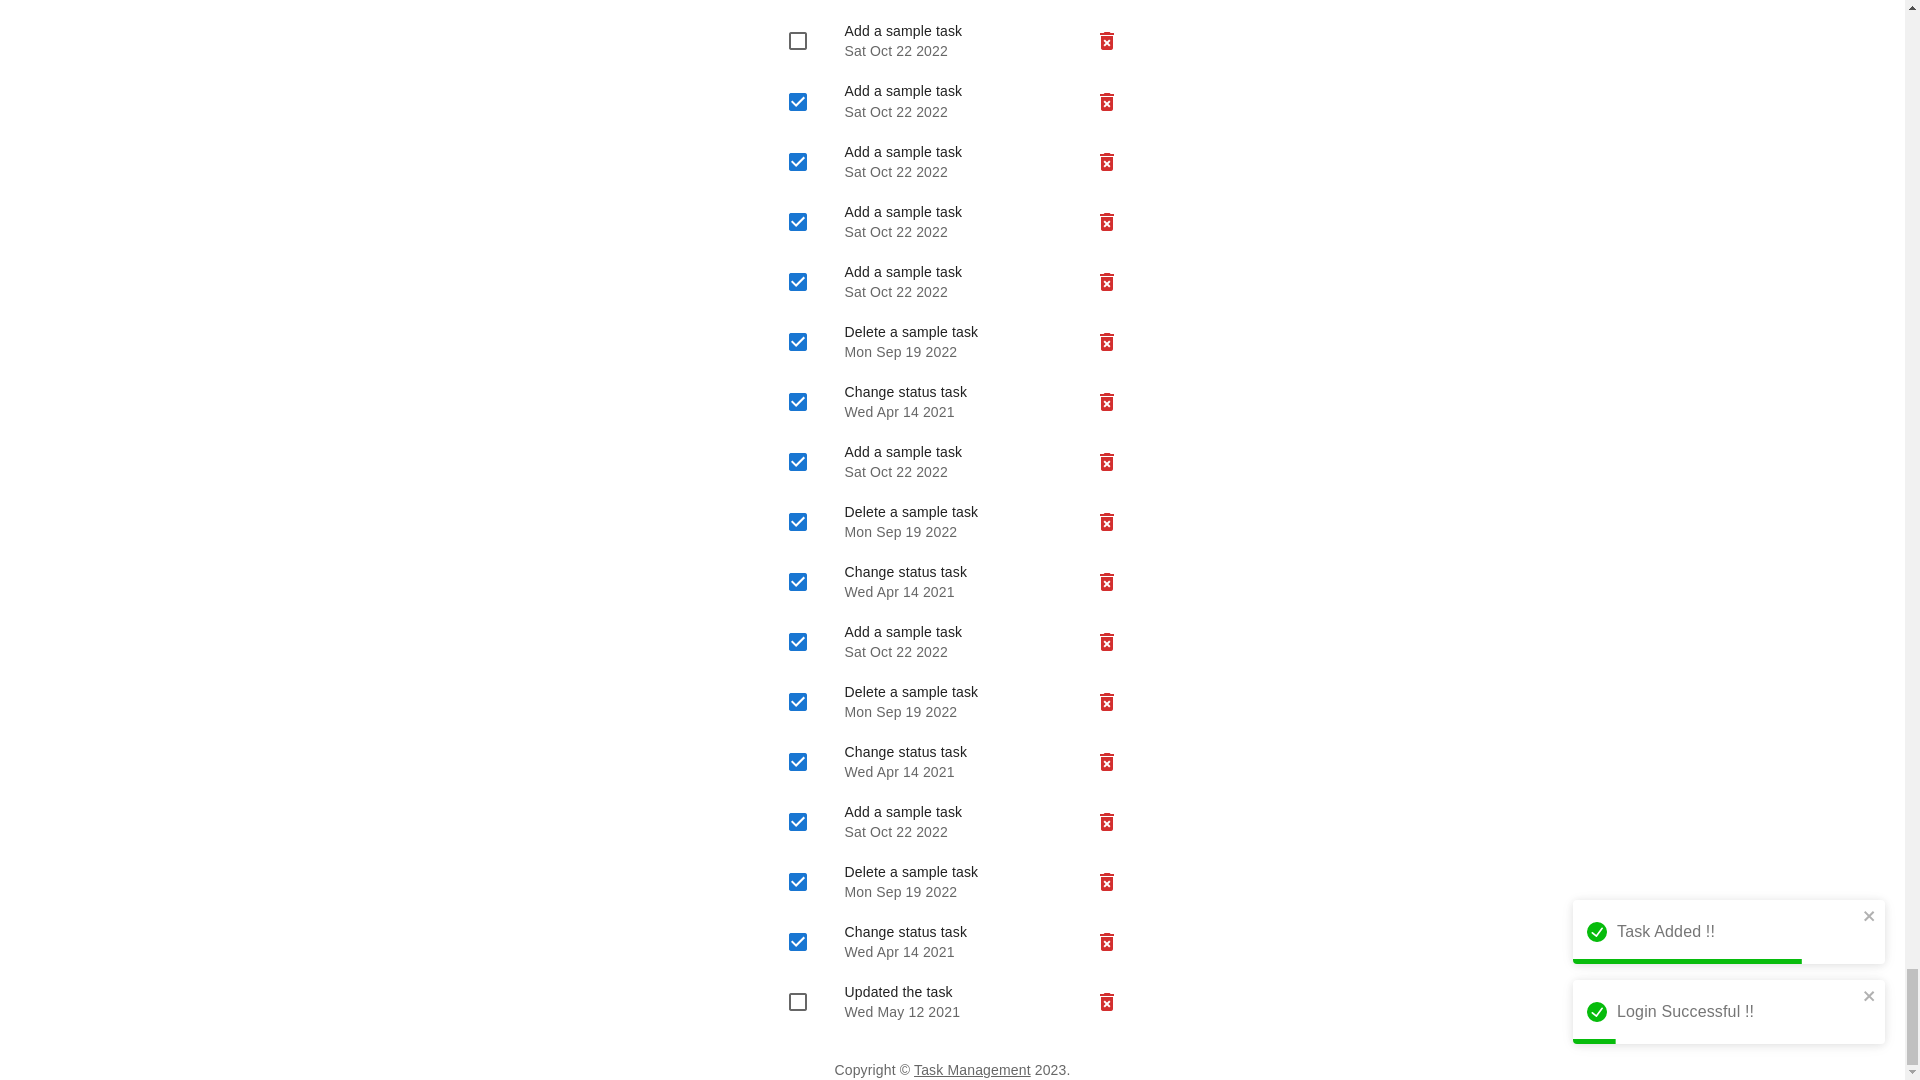 Add a sample task
Sat Oct 22 2022
Add a sample task
Sat Oct 22 2022
Add a sample task
Sat Oct 22 2022
Add a sample task
Sat Oct 22 2022
Add a sample task
Sat Oct 22 2022
Delete a sample task
Mon Sep 19 2022
Change status task
Wed Apr 14 2021
Add a sample task
Sat Oct 22 2022
Delete a sample task
Mon Sep 19 2022
Change status task
Wed Apr 14 2021
Add a sample task
Sat Oct 22 2022
Delete a sample task
Mon Sep 19 2022
Change status task
Wed Apr 14 2021
Add a sample task
Sat Oct 22 2022
Delete a sample task
Mon Sep 19 2022
Change status task
Wed Apr 14 2021
Updated the task
Wed May 12 2021
Copyright © Task Management 2023.
Task Added !!
Login Successful !!